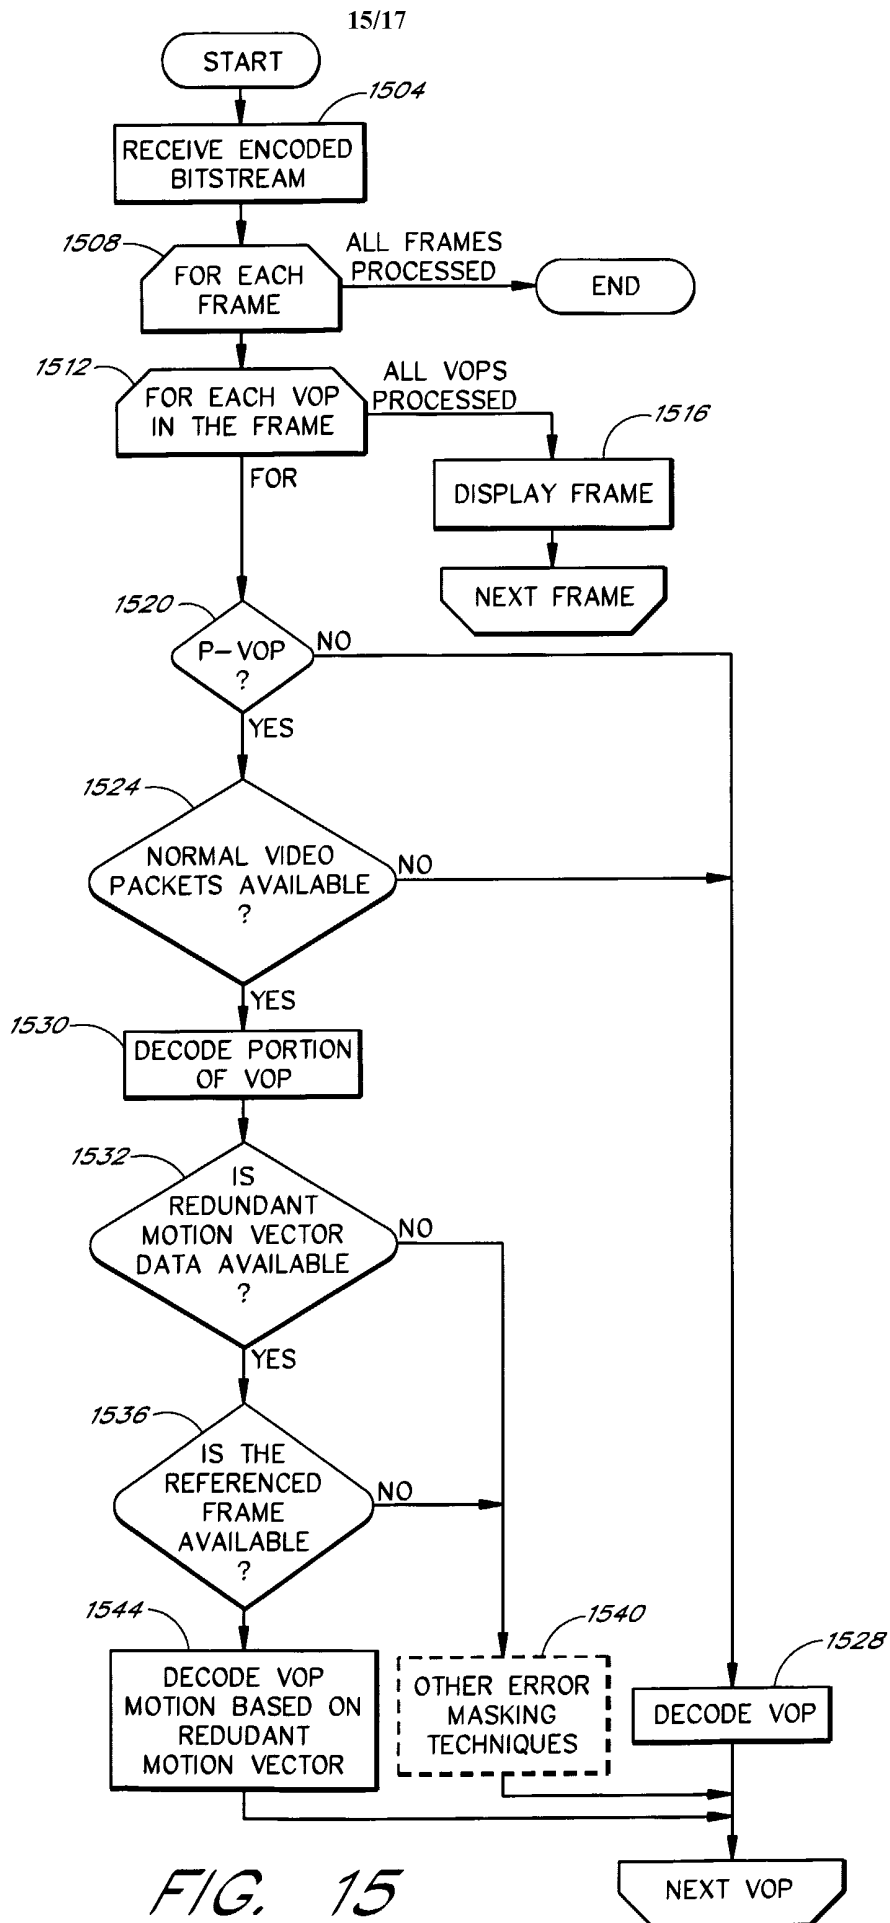 15/17
START
1504
RECEIVE ENCODED
BITSTREAM
1508
FOR EACH
FRAME
ALL FRAMES
PROCESSED
END
1512
FOR EACH VOP
IN THE FRAME
ALL VOPS
PROCESSED
1516
DISPLAY FRAME
NEXT FRAME
FOR
1520
P-VOP
?
NO
YES
1524
NORMAL VIDEO
PACKETS AVAILABLE
?
NO
YES
1530
DECODE PORTION
OF VOP
1532
IS
REDUNDANT
MOTION VECTOR
DATA AVAILABLE
?
NO
YES
1536
IS THE
REFERENCED
FRAME
AVAILABLE
?
NO
1544
DECODE VOP
MOTION BASED ON
REDUDANT
MOTION VECTOR
1540
OTHER ERROR
MASKING
TECHNIQUES
1528
DECODE VOP
NEXT VOP
FIG. 15